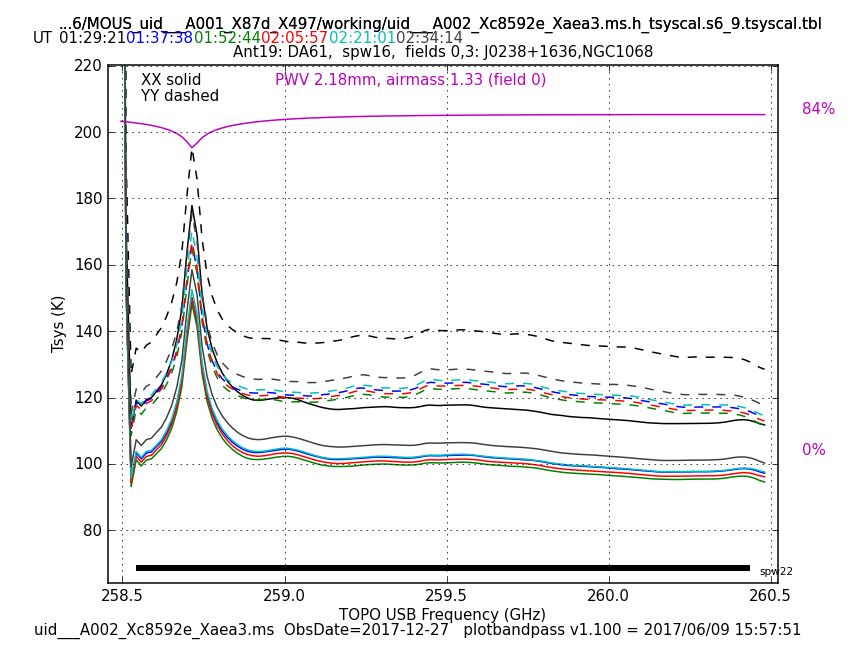 ...6/MOUS_uid___A001_X87d_X497/working/uid___A002_Xc8592e_Xaea3.ms.h_tsyscal.s6_9.tsyscal.tbl
UT 01:29:21 01:37:38 01:52:44 02:05:57 02:21:01 02:34:14
Ant19: DA61, spw16, fields 0,3: J0238+1636,NGC1068
220
XX solid
PWV 2.18mm, airmass 1.33 (field 0)
YY dashed
84%
200
180
160
Tsys (K)
140
120
0%
100
80
spw22
258.5 259.0 259.5 260.0 260.5
TOPO USB Frequency (GHz)
uid___A002_Xc8592e_Xaea3.ms ObsDate=2017-12-27 plotbandpass v1.100 = 2017/06/09 15:57:51